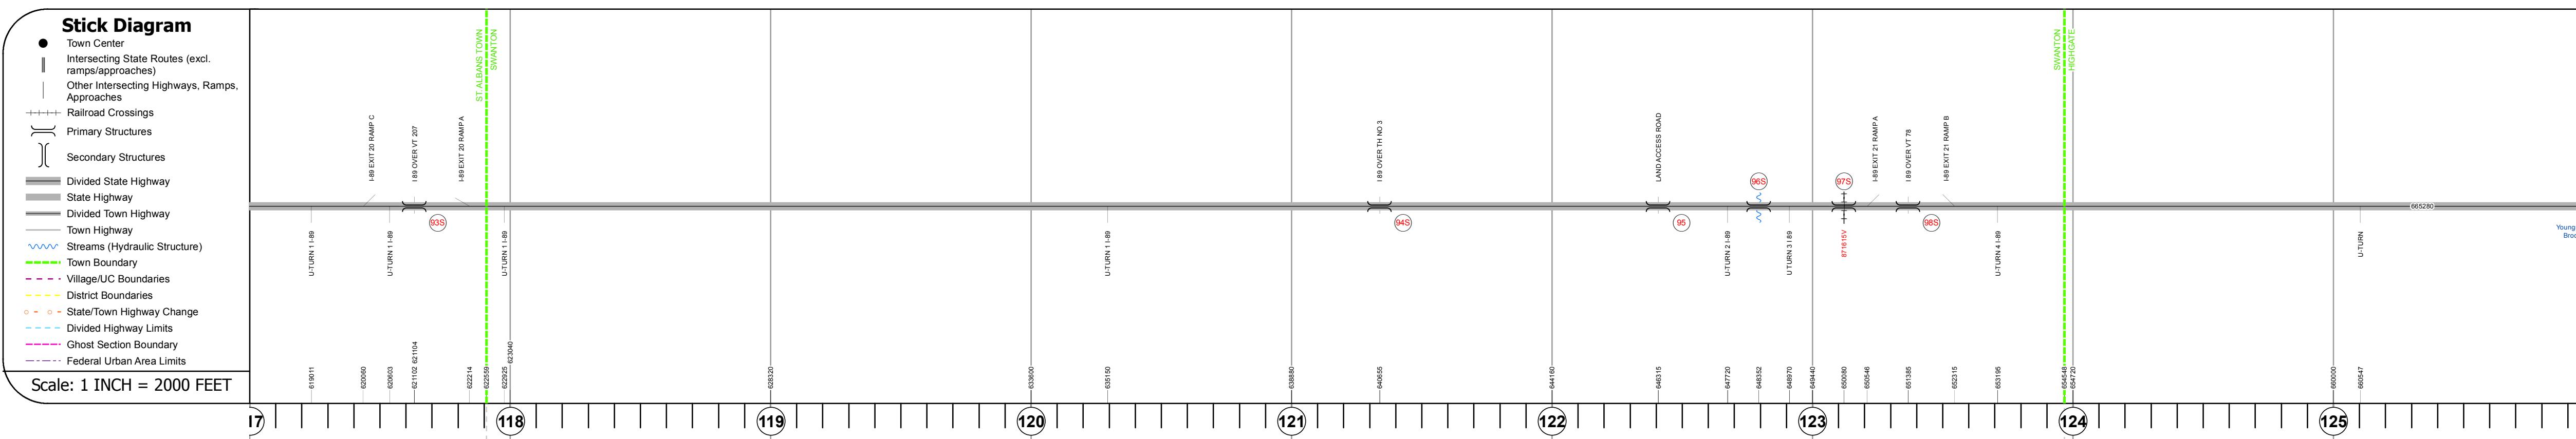 Stick Diagram
Town Center
Intersecting State Routes (excl.
ramps/approaches)
Other Intersecting Highways, Ramps,
Approaches
Railroad Crossings
Primary Structures
Secondary Structures
Divided State Highway
State Highway
Divided Town Highway
Town Highway
Streams (Hydraulic Structure)
Town Boundary
Village/UC Boundaries
District Boundaries
State/Town Highway Change
Divided Highway Limits
Ghost Section Boundary
Federal Urban Area Limits
Scale: 1 INCH = 2000 FEET
ST. ALBANS TOWN
SWANTON
SWANTON
HIGHGATE
I-89 EXIT 20 RAMP C
I 89 OVER VT 207
I-89 EXIT 20 RAMP A
I 89 OVER TH NO 3
LAND ACCESS ROAD
96S
97S
I-89 EXIT 21 RAMP A
I 89 OVER VT 78
I-89 EXIT 21 RAMP B
665280
93S
94S
95
98S
U-TURN 1 I-89
U-TURN 1 I-89
U-TURN 1 I-89
U-TURN 1 I-89
U-TURN 2 I-89
U TURN 3 I 89
871615V
U-TURN 4 I-89
U-TURN
Young
Broo
619011
620060
620603
621102
621104
622214
622559
622925
623040
628320
633600
635150
638880
640655
644160
646315
647720
648352
648970
649440
650080
650546
651385
652315
653195
654548
654720
660000
660547
17
118
119
120
121
122
123
124
125